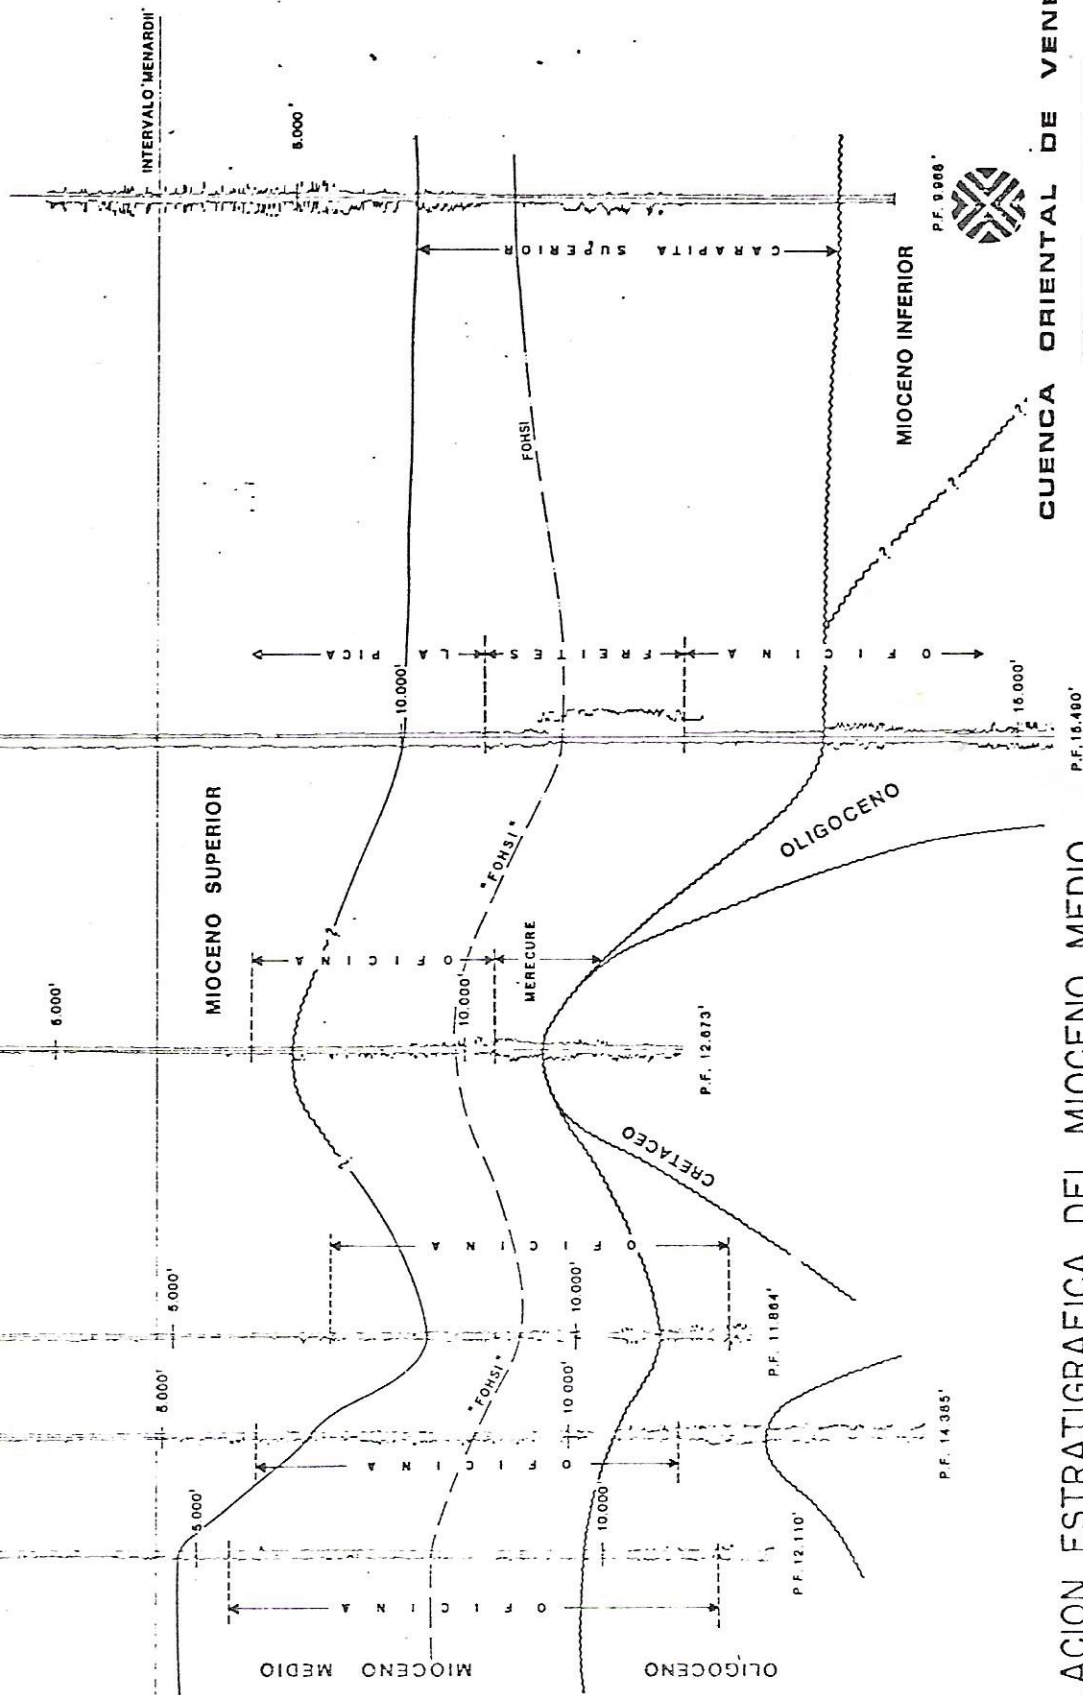 INTERVALO "MENARDII"
5.000'
5.000'
5.000'
5.000'
5.000'
MIOCENO SUPERIOR
MIOCENO MEDIO
OLIGOCENO
OFICINA
OFICINA
OFICINA
OFICINA
MERECURE
LA PICA
FREITES
OFICINA
CARAPITA SUPERIOR
"FOHSI"
"FOHSI"
FOHSI
10.000'
10.000'
10.000'
10.000'
10.000'
15.000'
?
?
?
?
?
CRETACEO
OLIGOCENO
MIOCENO INFERIOR
P.F. 12.110'
P.F. 14.385'
P.F. 11.864'
P.F. 12.673'
P.F. 15.490'
P.F. 9.966'
CUENCA ORIENTAL DE VENE
ACION ESTRATIGRAFICA DEL MIOCENO MEDIO